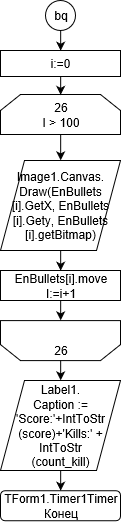 bq
i:=0
26
I > 100
Image1.Canvas.
Draw(EnBullets
[i].GetX, EnBullets
[i].Gety, EnBullets
[i].getBitmap)
EnBullets[i].move
I:=i+1
26
Label1.
Caption :=
'Score:'+IntToStr
(score)+'Kills:' +
IntToStr
(count_kill)
TForm1.Timer1Timer
Конец